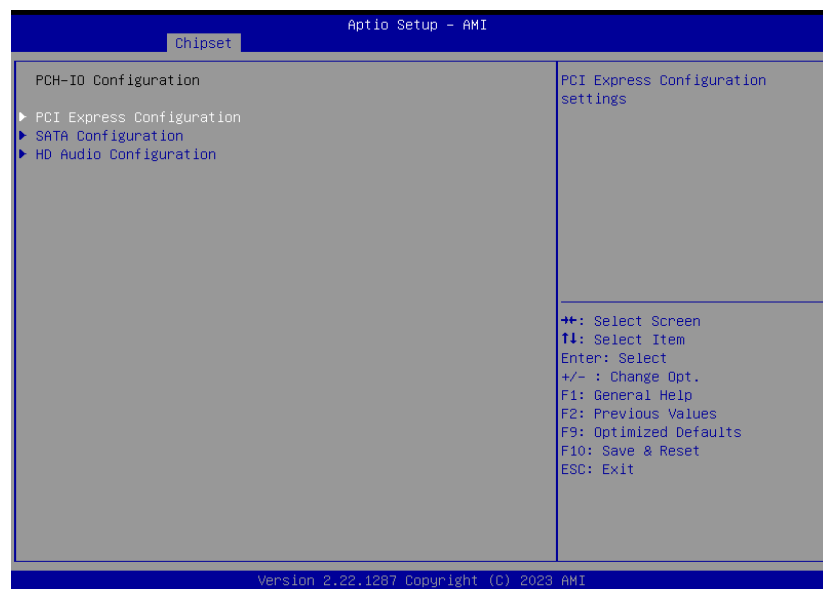 Aptio Setup – AMI
Chipset
PCH-IO Configuration
PCI Express Configuration
SATA Configuration
HD Audio Configuration
PCI Express Configuration
settings
→←: Select Screen
↑↓: Select Item
Enter: Select
+/- : Change Opt.
F1: General Help
F2: Previous Values
F9: Optimized Defaults
F10: Save & Reset
ESC: Exit
Version 2.22.1287 Copyright (C) 2023 AMI